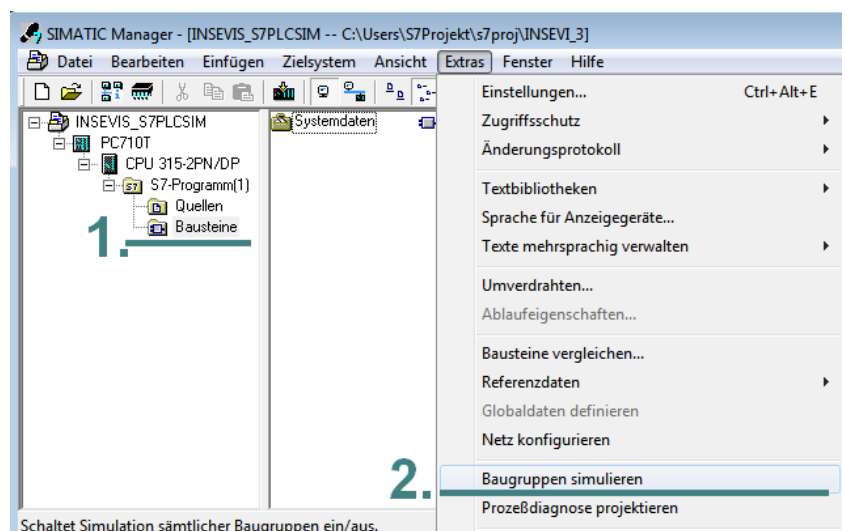 SIMATIC Manager - [INSEVIS_S7PLCSIM -- C:\Users\S7Projekt\s7proj\INSEVI_3]
Datei Bearbeiten Einfügen Zielsystem Ansicht Extras Fenster Hilfe
INSEVIS_S7PLCSIM
PC710T
CPU 315-2PN/DP
S7-Programm(1)
Quellen
Bausteine
1.
Systemdaten
Einstellungen... Ctrl+Alt+E
Zugriffsschutz
Änderungsprotokoll
Textbibliotheken
Sprache für Anzeigegeräte...
Texte mehrsprachig verwalten
Umverdrahten...
Ablaufeigenschaften...
Bausteine vergleichen...
Referenzdaten
Globaldaten definieren
Netz konfigurieren
2.
Baugruppen simulieren
Prozeßdiagnose projektieren
Schaltet Simulation sämtlicher Baugruppen ein/aus.